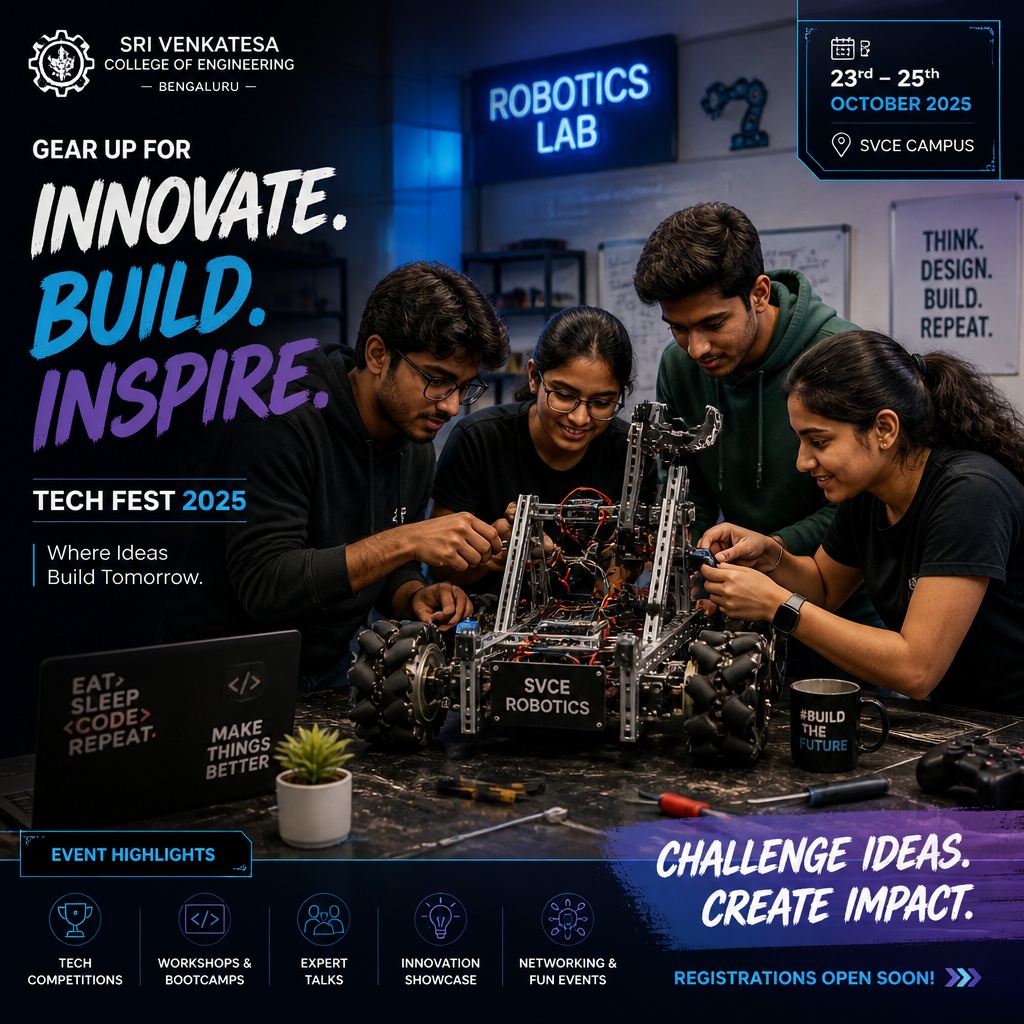 SRI VENKATESA
COLLEGE OF ENGINEERING
— BENGALURU —
23rd – 25th
OCTOBER 2025
SVCE CAMPUS
ROBOTICS
LAB
GEAR UP FOR
INNOVATE.
BUILD.
INSPIRE.
TECH FEST 2025
Where Ideas
Build Tomorrow.
THINK.
DESIGN.
BUILD.
REPEAT.
EAT>
SLEEP
<CODE>
REPEAT.
</>
MAKE
THINGS
BETTER
SVCE
ROBOTICS
#BUILD
THE
FUTURE
EVENT HIGHLIGHTS
TECH
COMPETITIONS
</>
WORKSHOPS &
BOOTCAMPS
EXPERT
TALKS
INNOVATION
SHOWCASE
NETWORKING &
FUN EVENTS
CHALLENGE IDEAS.
CREATE IMPACT.
REGISTRATIONS OPEN SOON!